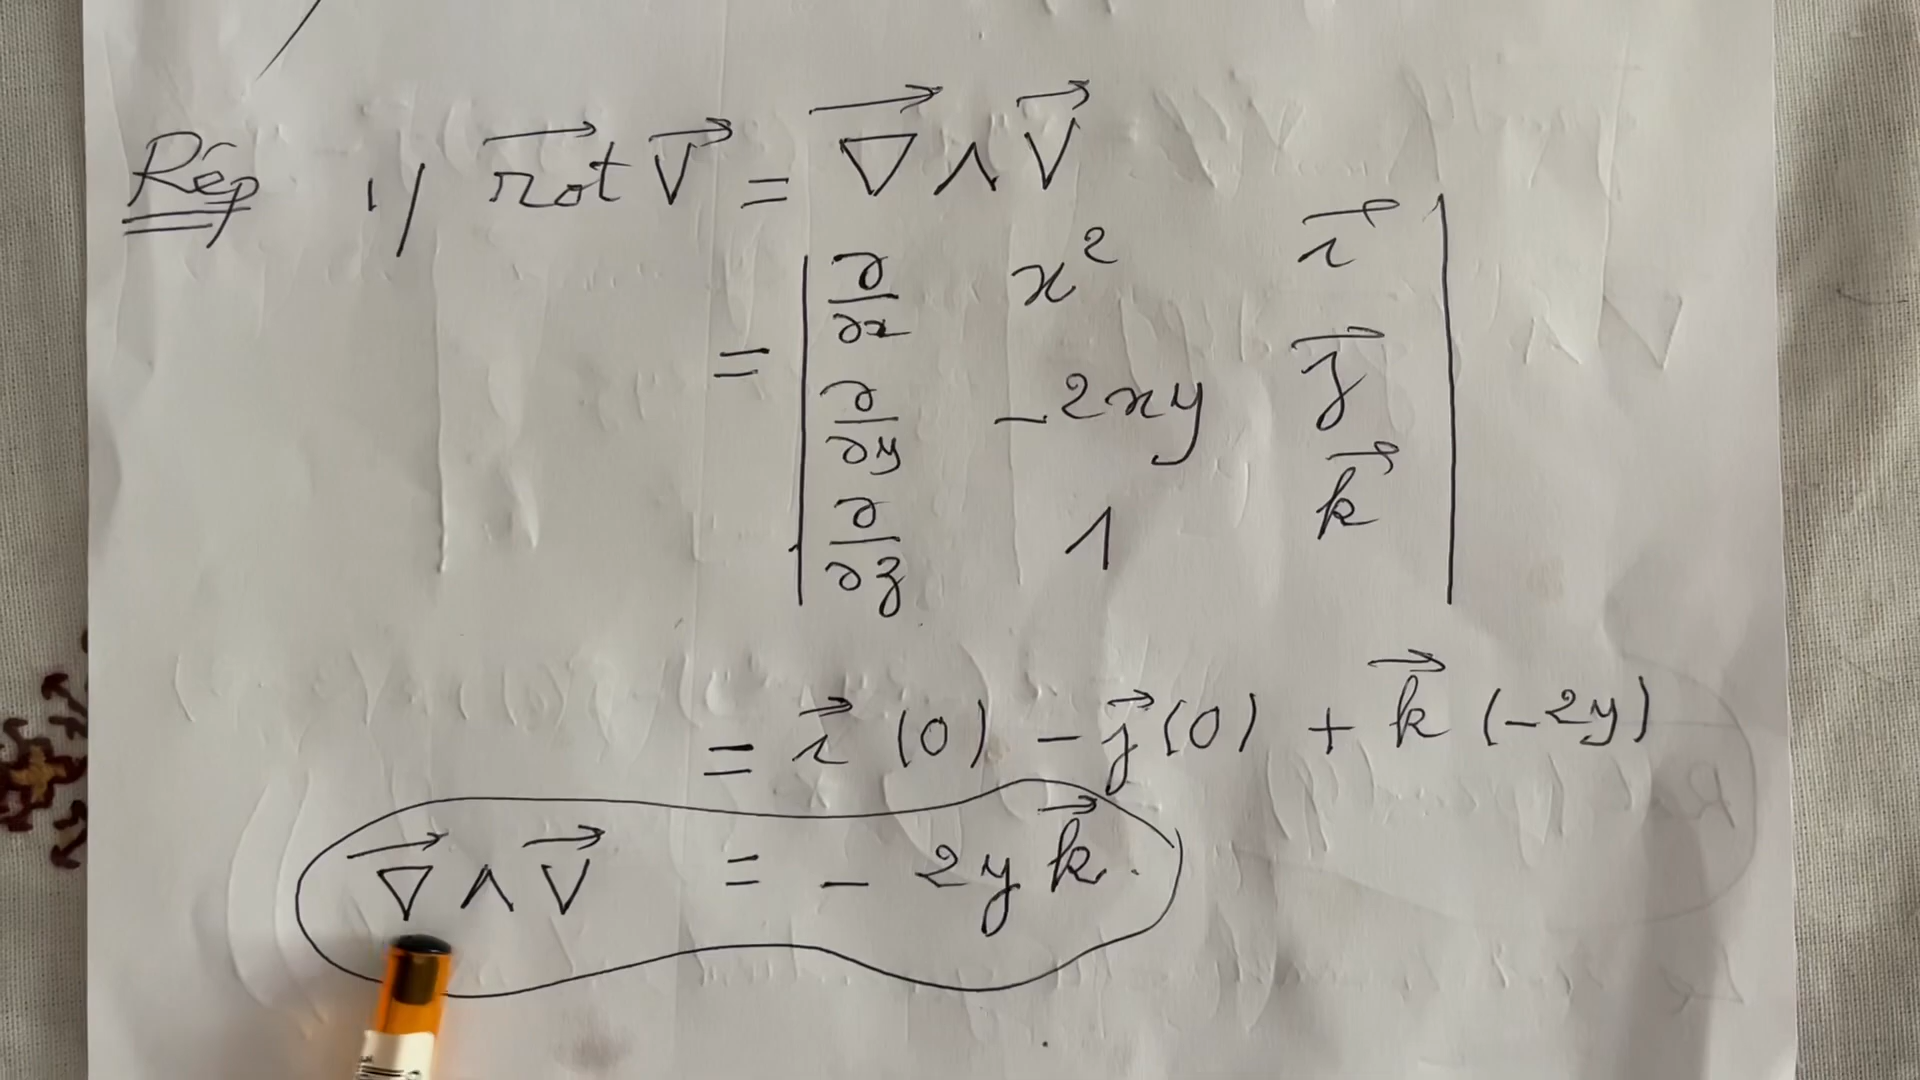 Rép 1/ rot⃗ V⃗ = ∇⃗ ∧ V⃗
= | ∂/∂x x² i⃗ |
| ∂/∂y -2xy j⃗ |
| ∂/∂z 1 k⃗ |
= i⃗ (0) - j⃗ (0) + k⃗ (-2y)
∇⃗ ∧ V⃗ = - 2y k⃗.